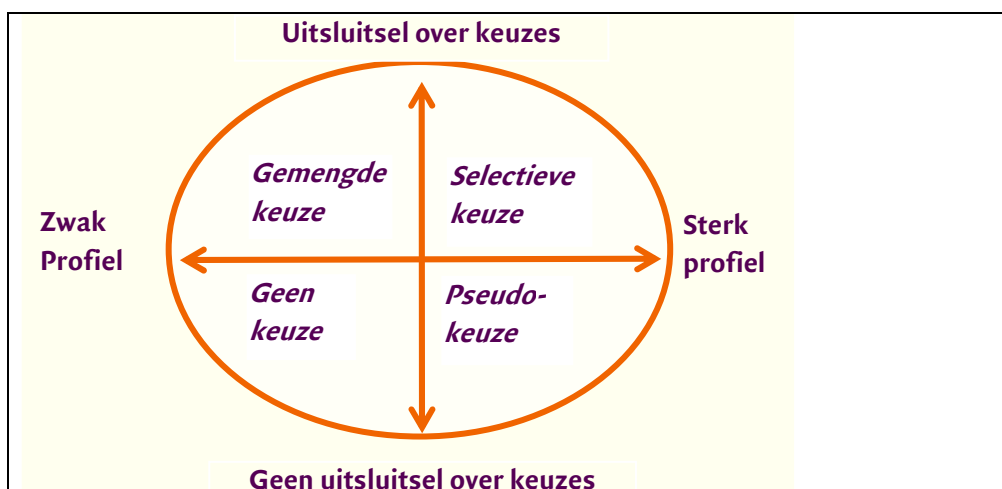 Uitsluitsel over keuzes
Gemengde
keuze
Selectieve
keuze
Zwak
Profiel
Sterk
profiel
Geen
keuze
Pseudo-
keuze
Geen uitsluitsel over keuzes